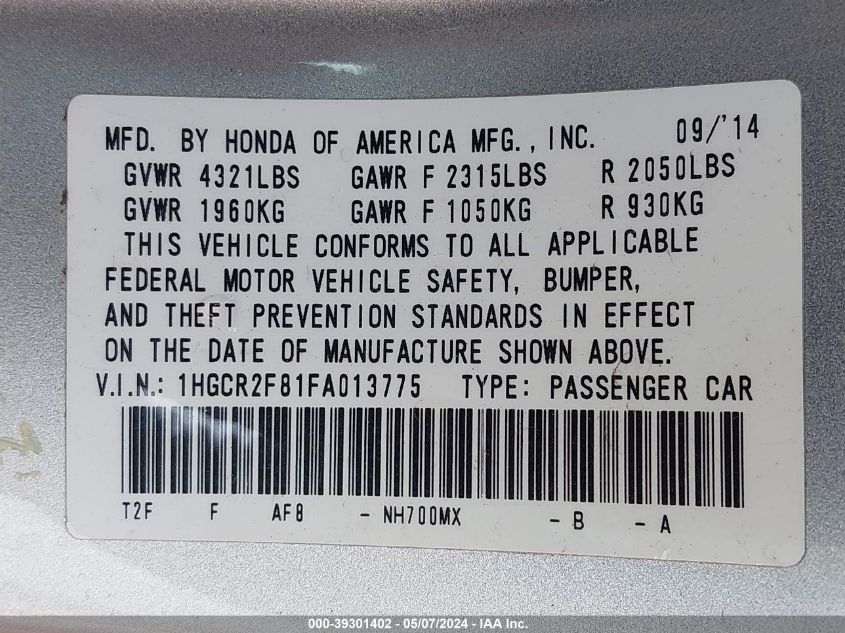 MFD. BY HONDA OF AMERICA MFG., INC. 09/'14
GVWR 4321LBS GAWR F 2315LBS R 2050LBS
GVWR 1960KG GAWR F 1050KG R 930KG
THIS VEHICLE CONFORMS TO ALL APPLICABLE
FEDERAL MOTOR VEHICLE SAFETY, BUMPER,
AND THEFT PREVENTION STANDARDS IN EFFECT
ON THE DATE OF MANUFACTURE SHOWN ABOVE.
V.I.N.: 1HGCR2F81FA013775 TYPE: PASSENGER CAR
T2F F AF8 - NH700MX - B - A
000-39301402 - 05/07/2024 - IAA Inc.